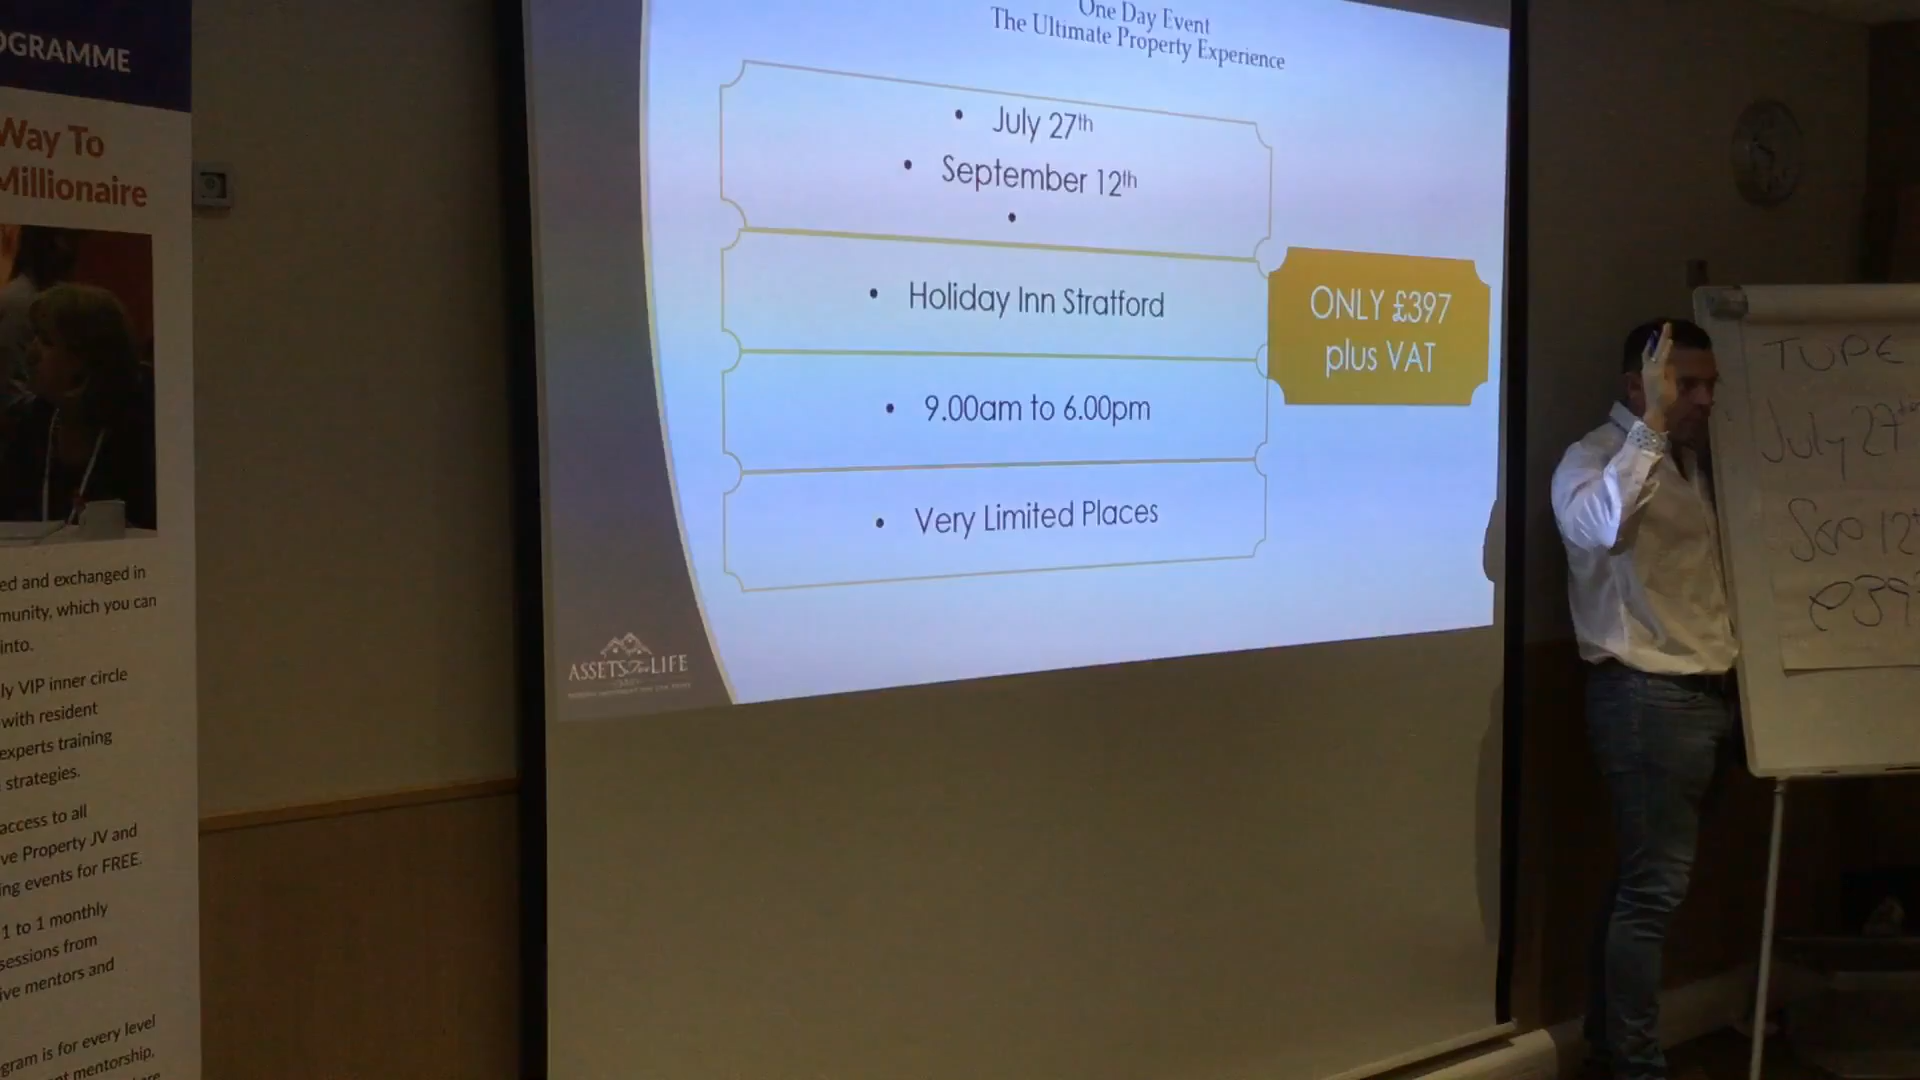 OGRAMME
Way To
Millionaire
ed and exchanged in
munity, which you can
into.
ly VIP inner circle
with resident
experts training
strategies.
access to all
ve Property JV and
ing events for FREE.
1 to 1 monthly
sessions from
ive mentors and
gram is for every level
nt mentorship,
One Day Event
The Ultimate Property Experience
• July 27th
• September 12th
•
• Holiday Inn Stratford
• 9.00am to 6.00pm
• Very Limited Places
ONLY £397
plus VAT
ASSETS For LIFE
TUPE
July 27th
Sep 12
£39